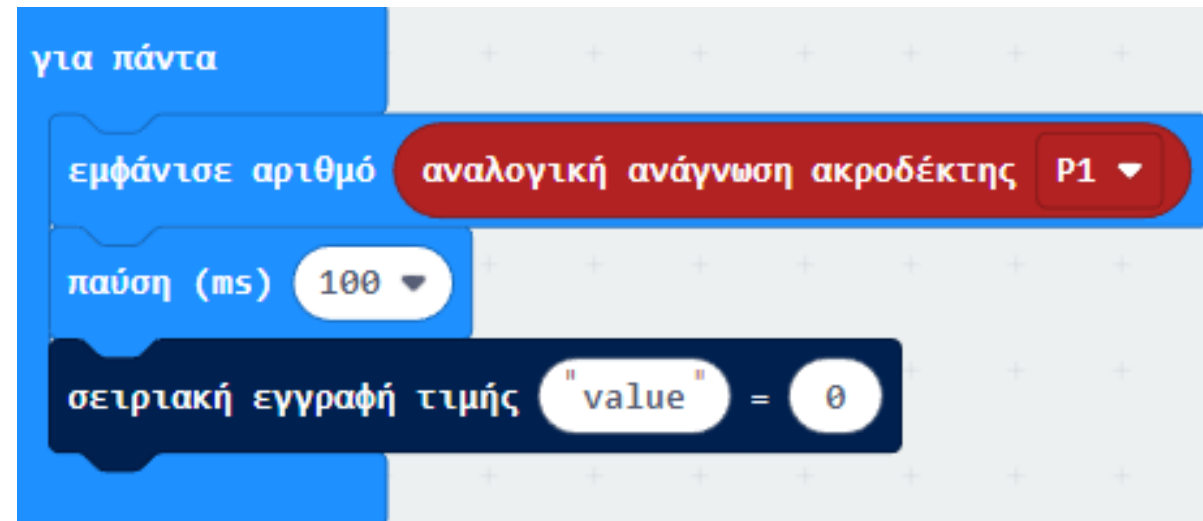 για πάντα
εμφάνισε αριθμό αναλογική ανάγνωση ακροδέκτης P1
παύση (ms) 100
σειριακή εγγραφή τιμής "value" = 0